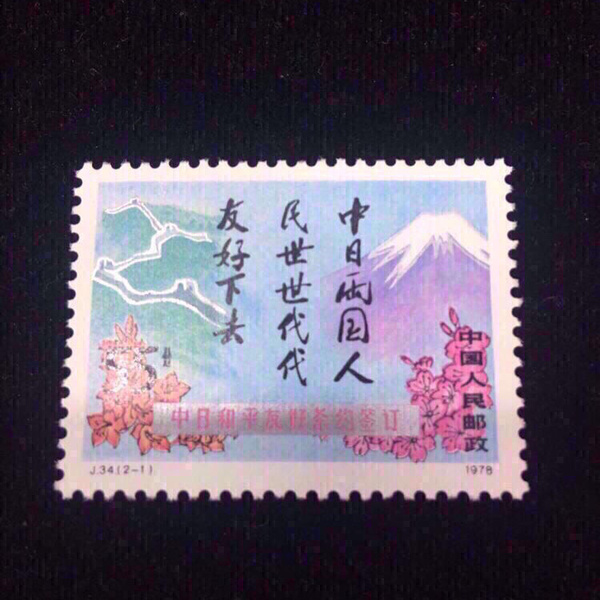 中日两国人
民世世代代
友好下去
中国人民邮政
中日和平友好条约签订
J.34.(2-1)
1978